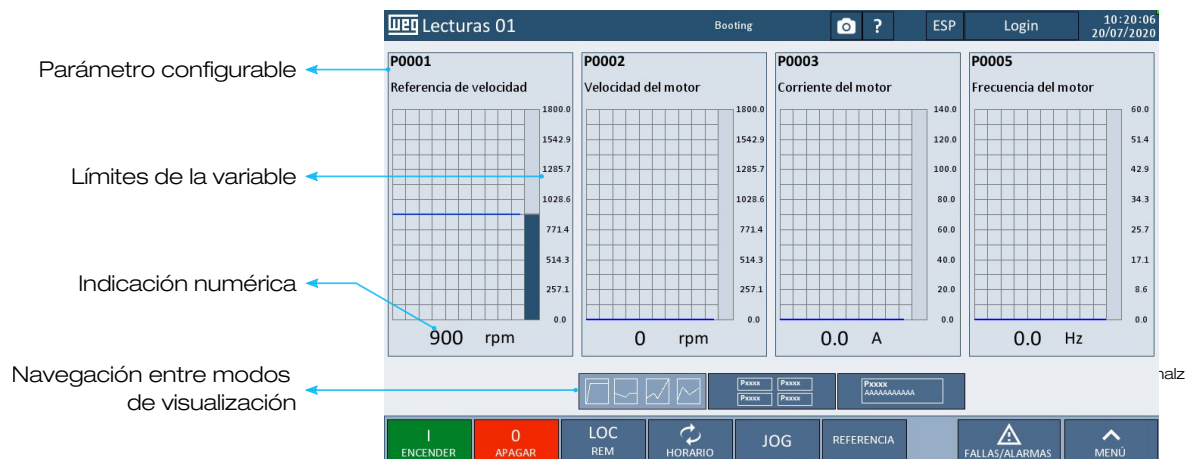 WEG Lecturas 01
Booting
?
ESP
Login
10:20:06
20/07/2020
Parámetro configurable
Límites de la variable
Indicación numérica
Navegación entre modos
de visualización
P0001
Referencia de velocidad
1800.0
1542.9
1285.7
1028.6
771.4
514.3
257.1
0.0
900 rpm
P0002
Velocidad del motor
1800.0
1542.9
1285.7
1028.6
771.4
514.3
257.1
0.0
0 rpm
P0003
Corriente del motor
140.0
120.0
100.0
80.0
60.0
40.0
20.0
0.0
0.0 A
P0005
Frecuencia del motor
60.0
51.4
42.9
34.3
25.7
17.1
8.6
0.0
0.0 Hz
Pxxxx Pxxxx
Pxxxx Pxxxx
Pxxxx
AAAAAAAAAAA
nalz
I
ENCENDER
0
APAGAR
LOC
REM
HORARIO
JOG
REFERENCIA
FALLAS/ALARMAS
MENÚ